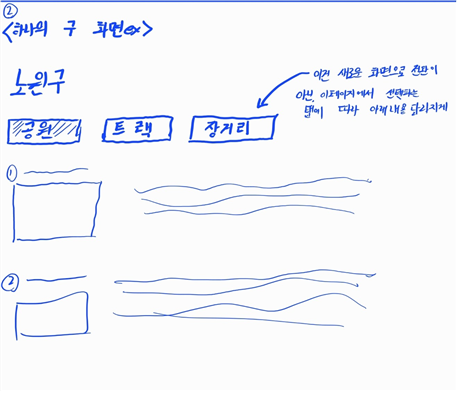 ②
<하나의 구 화면 ex>
노원구
이건 새로운 화면으로 전환이
아닌, 이 페이지에서 선택하는
탭에 따라 아래 내용 달라지게
공원 트랙 장거리
①
②